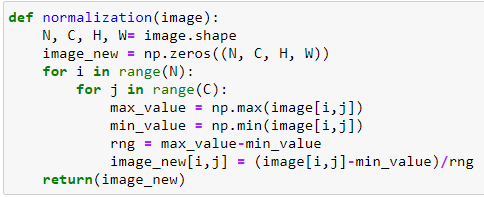 def normalization(image):
    N, C, H, W= image.shape
    image_new = np.zeros((N, C, H, W))
    for i in range(N):
        for j in range(C):
            max_value = np.max(image[i,j])
            min_value = np.min(image[i,j])
            rng = max_value-min_value
            image_new[i,j] = (image[i,j]-min_value)/rng
    return(image_new)